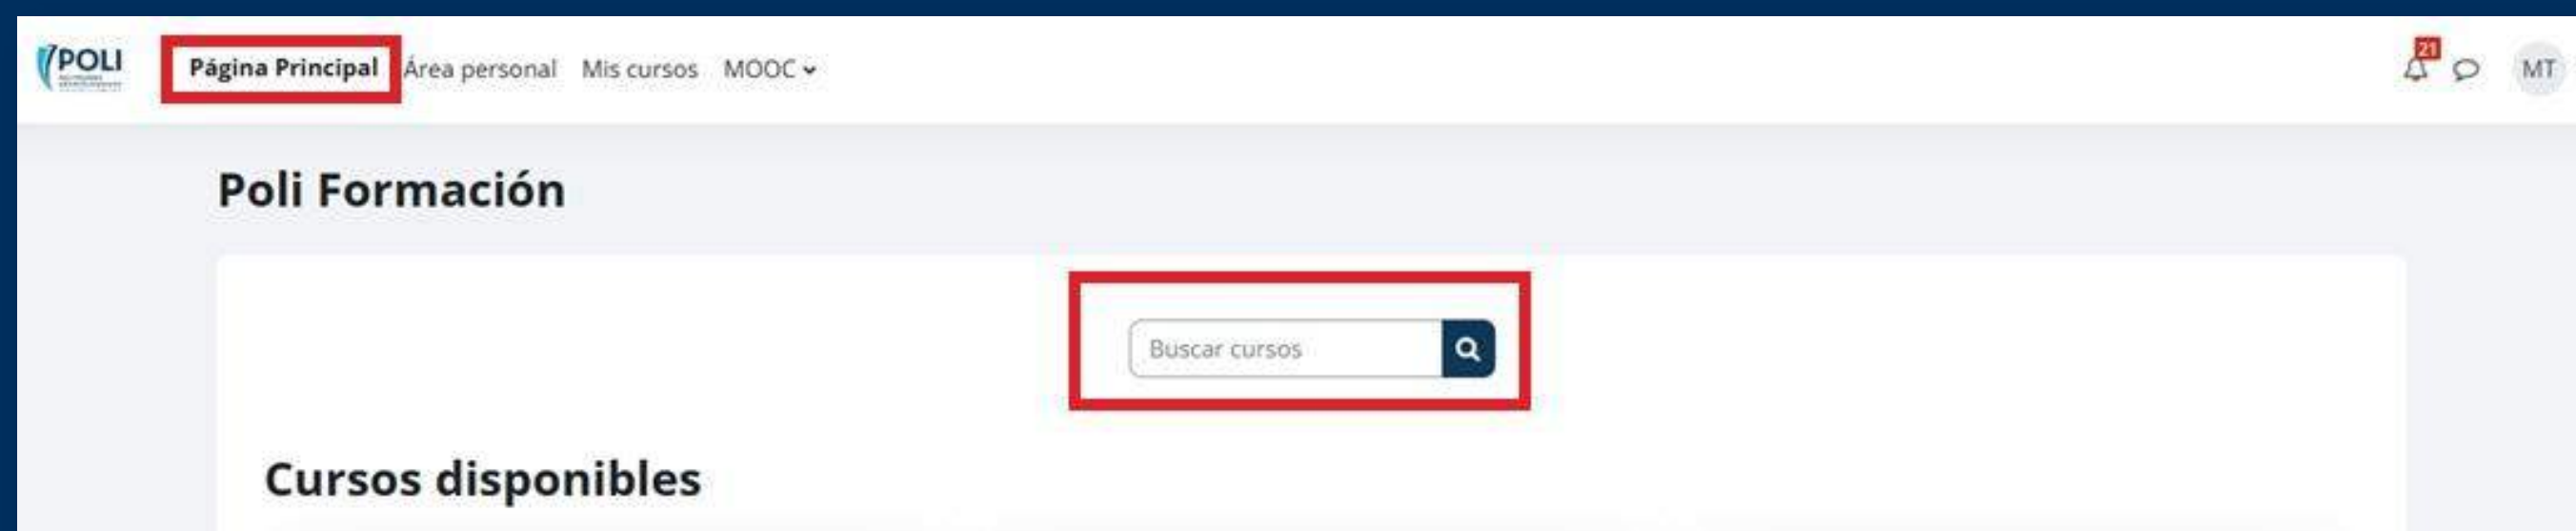 POLI
Página Principal Área personal Mis cursos MOOC
21
MT
Poli Formación
Buscar cursos
Cursos disponibles